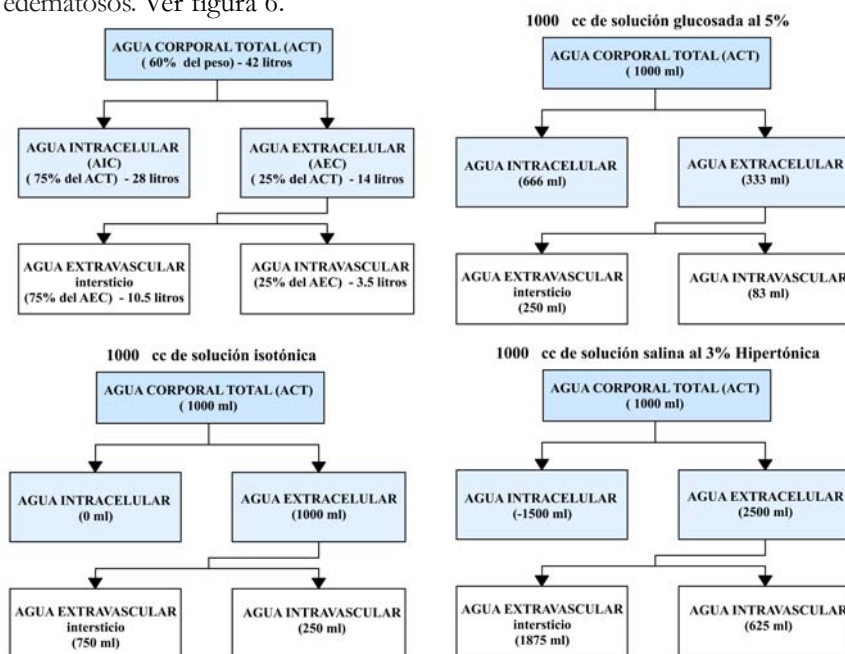 edematosos. Ver figura 6.
AGUA CORPORAL TOTAL (ACT)
( 60% del peso) - 42 litros
AGUA INTRACELULAR
(AIC)
( 75% del ACT) - 28 litros
AGUA EXTRACELULAR
(AEC)
( 25% del ACT) - 14 litros
AGUA EXTRAVASCULAR
intersticio
(75% del AEC) - 10.5 litros
AGUA INTRAVASCULAR
(25% del AEC) - 3.5 litros
1000 cc de solución glucosada al 5%
AGUA CORPORAL TOTAL (ACT)
( 1000 ml)
AGUA INTRACELULAR
(666 ml)
AGUA EXTRACELULAR
(333 ml)
AGUA EXTRAVASCULAR
intersticio
(250 ml)
AGUA INTRAVASCULAR
(83 ml)
1000 cc de solución isotónica
AGUA CORPORAL TOTAL (ACT)
( 1000 ml)
AGUA INTRACELULAR
(0 ml)
AGUA EXTRACELULAR
(1000 ml)
AGUA EXTRAVASCULAR
intersticio
(750 ml)
AGUA INTRAVASCULAR
(250 ml)
1000 cc de solución salina al 3% Hipertónica
AGUA CORPORAL TOTAL (ACT)
( 1000 ml)
AGUA INTRACELULAR
(-1500 ml)
AGUA EXTRACELULAR
(2500 ml)
AGUA EXTRAVASCULAR
intersticio
(1875 ml)
AGUA INTRAVASCULAR
(625 ml)